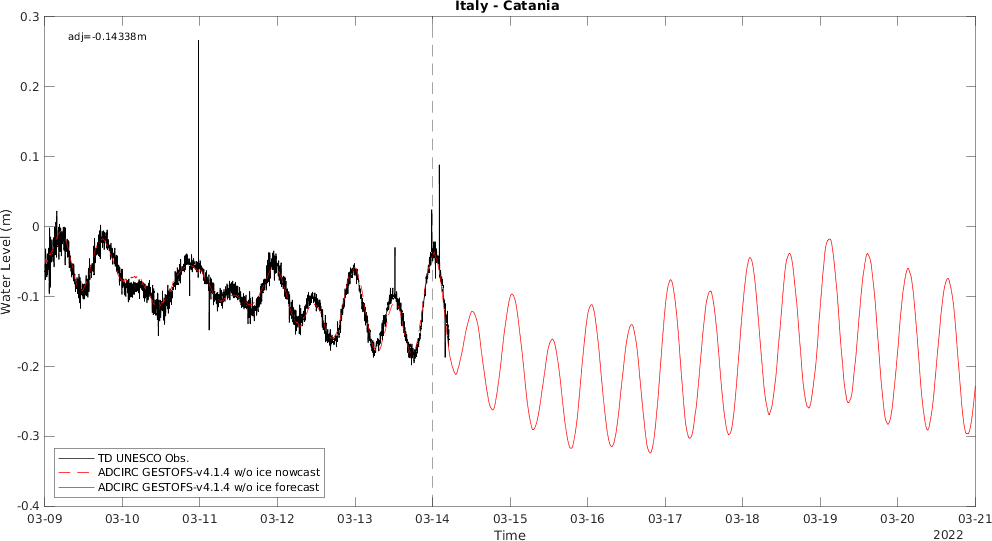 Italy - Catania
adj=-0.14338m
0.3
0.2
0.1
0
-0.1
-0.2
-0.3
-0.4
Water Level (m)
TD UNESCO Obs.
ADCIRC GESTOFS-v4.1.4 w/o ice nowcast
ADCIRC GESTOFS-v4.1.4 w/o ice forecast
03-09 03-10 03-11 03-12 03-13 03-14 03-15 03-16 03-17 03-18 03-19 03-20 03-21
Time
2022